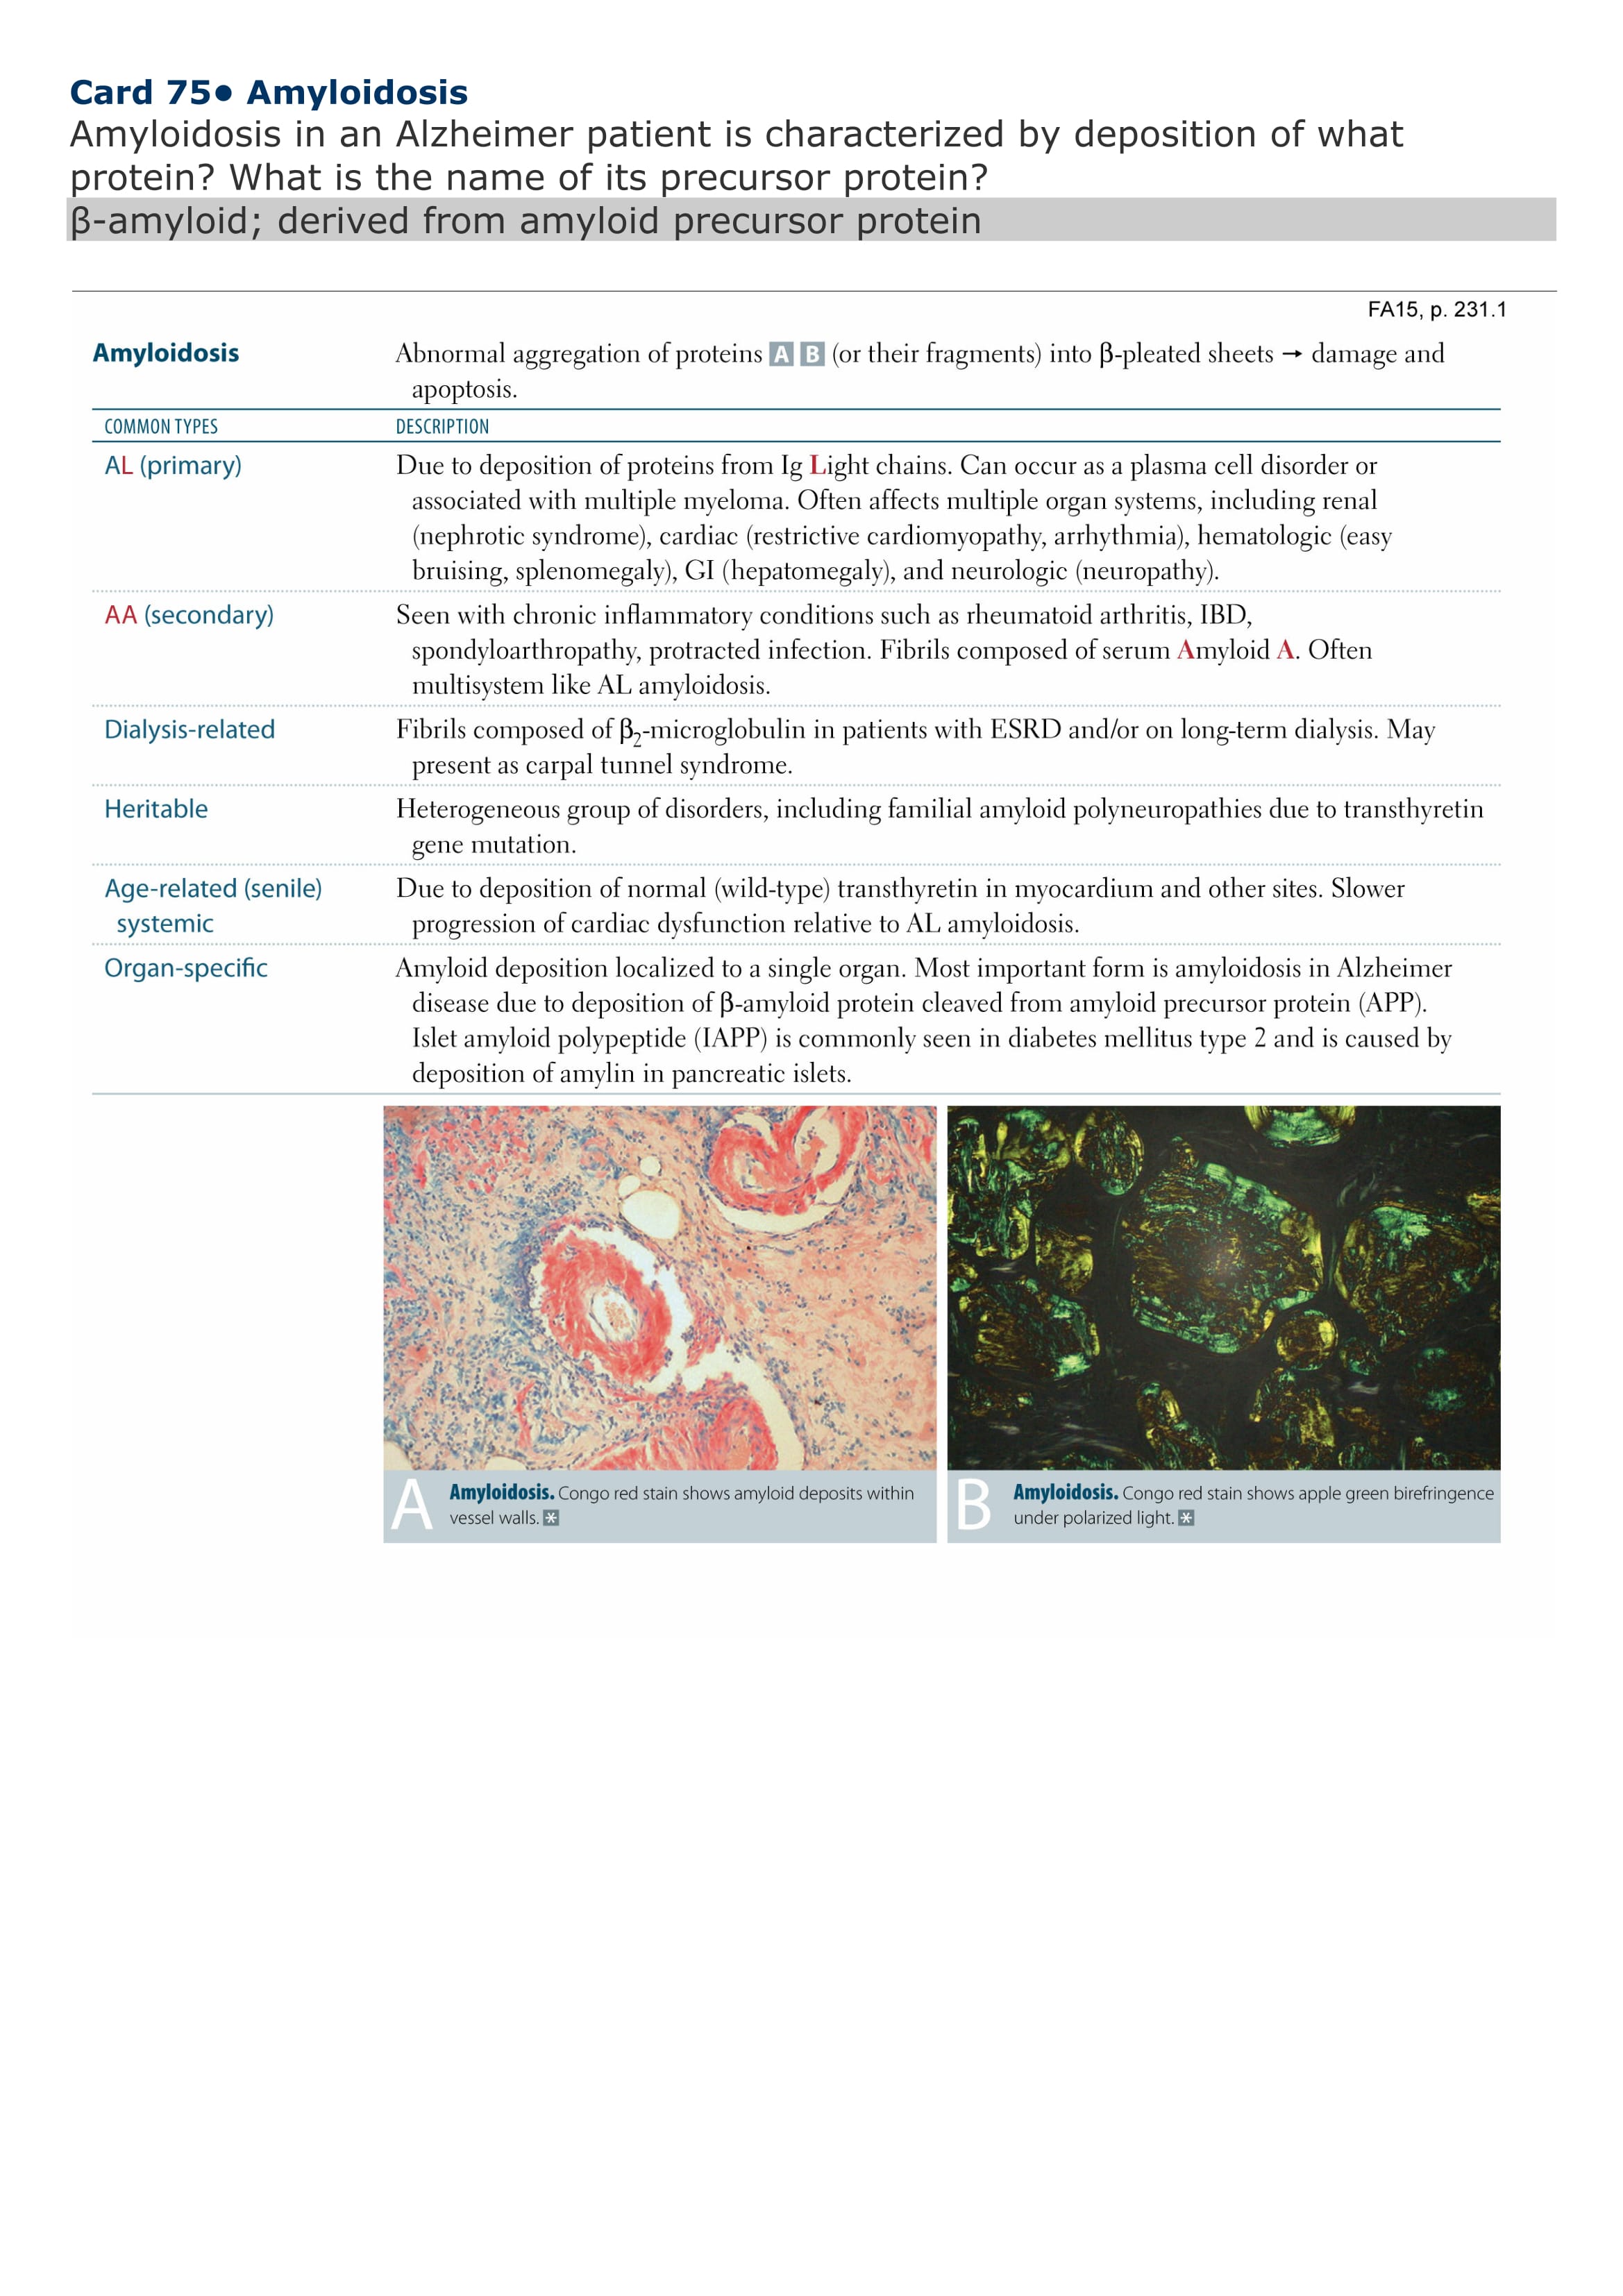 Card 75● Amyloidosis
Amyloidosis in an Alzheimer patient is characterized by deposition of what
protein? What is the name of its precursor protein?
β-amyloid; derived from amyloid precursor protein
FA15, p. 231.1
Amyloidosis
Abnormal aggregation of proteins A B (or their fragments) into β-pleated sheets → damage and
apoptosis.
COMMON TYPES
DESCRIPTION
AL (primary)
Due to deposition of proteins from Ig Light chains. Can occur as a plasma cell disorder or
associated with multiple myeloma. Often affects multiple organ systems, including renal
(nephrotic syndrome), cardiac (restrictive cardiomyopathy, arrhythmia), hematologic (easy
bruising, splenomegaly), GI (hepatomegaly), and neurologic (neuropathy).
AA (secondary)
Seen with chronic inflammatory conditions such as rheumatoid arthritis, IBD,
spondyloarthropathy, protracted infection. Fibrils composed of serum Amyloid A. Often
multisystem like AL amyloidosis.
Dialysis-related
Fibrils composed of β₂-microglobulin in patients with ESRD and/or on long-term dialysis. May
present as carpal tunnel syndrome.
Heritable
Heterogeneous group of disorders, including familial amyloid polyneuropathies due to transthyretin
gene mutation.
Age-related (senile)
systemic
Due to deposition of normal (wild-type) transthyretin in myocardium and other sites. Slower
progression of cardiac dysfunction relative to AL amyloidosis.
Organ-specific
Amyloid deposition localized to a single organ. Most important form is amyloidosis in Alzheimer
disease due to deposition of β-amyloid protein cleaved from amyloid precursor protein (APP).
Islet amyloid polypeptide (IAPP) is commonly seen in diabetes mellitus type 2 and is caused by
deposition of amylin in pancreatic islets.
A
Amyloidosis. Congo red stain shows amyloid deposits within
vessel walls. *
B
Amyloidosis. Congo red stain shows apple green birefringence
under polarized light. *